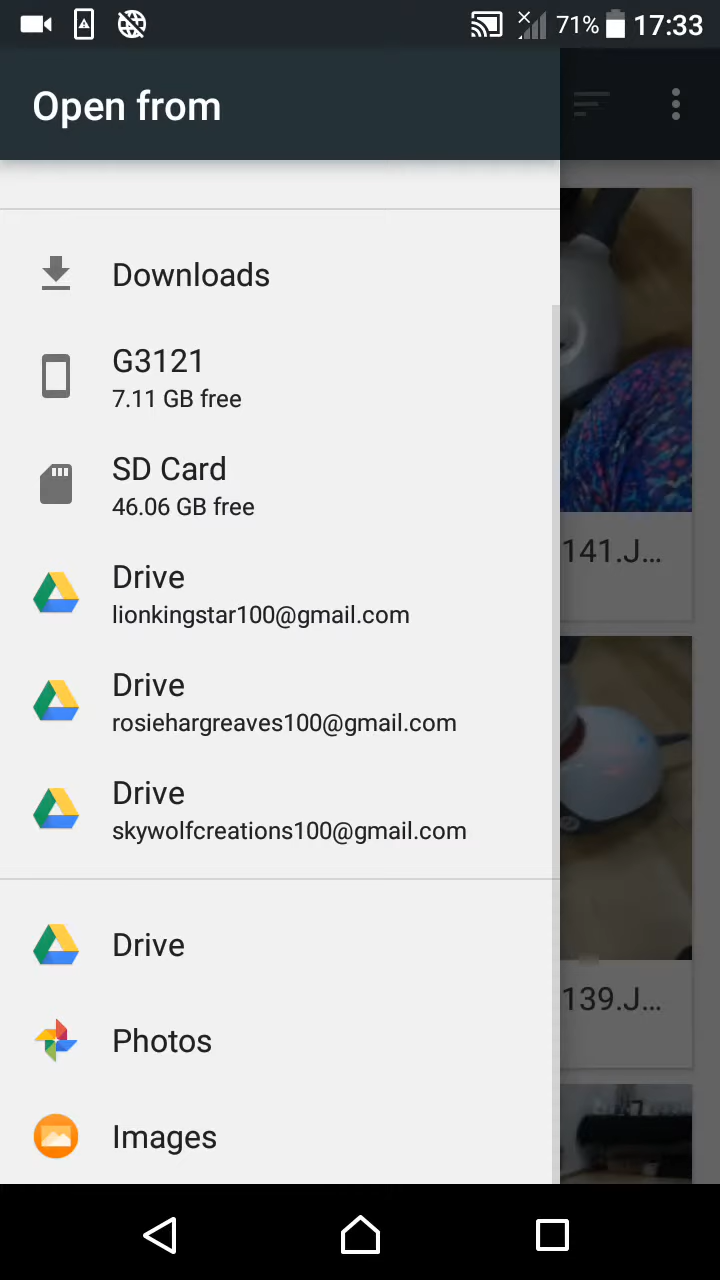 71% 17:33
Open from
Downloads
G3121
7.11 GB free
SD Card
46.06 GB free
141.J...
Drive
lionkingstar100@gmail.com
Drive
rosiehargreaves100@gmail.com
Drive
skywolfcreations100@gmail.com
Drive
139.J...
Photos
Images